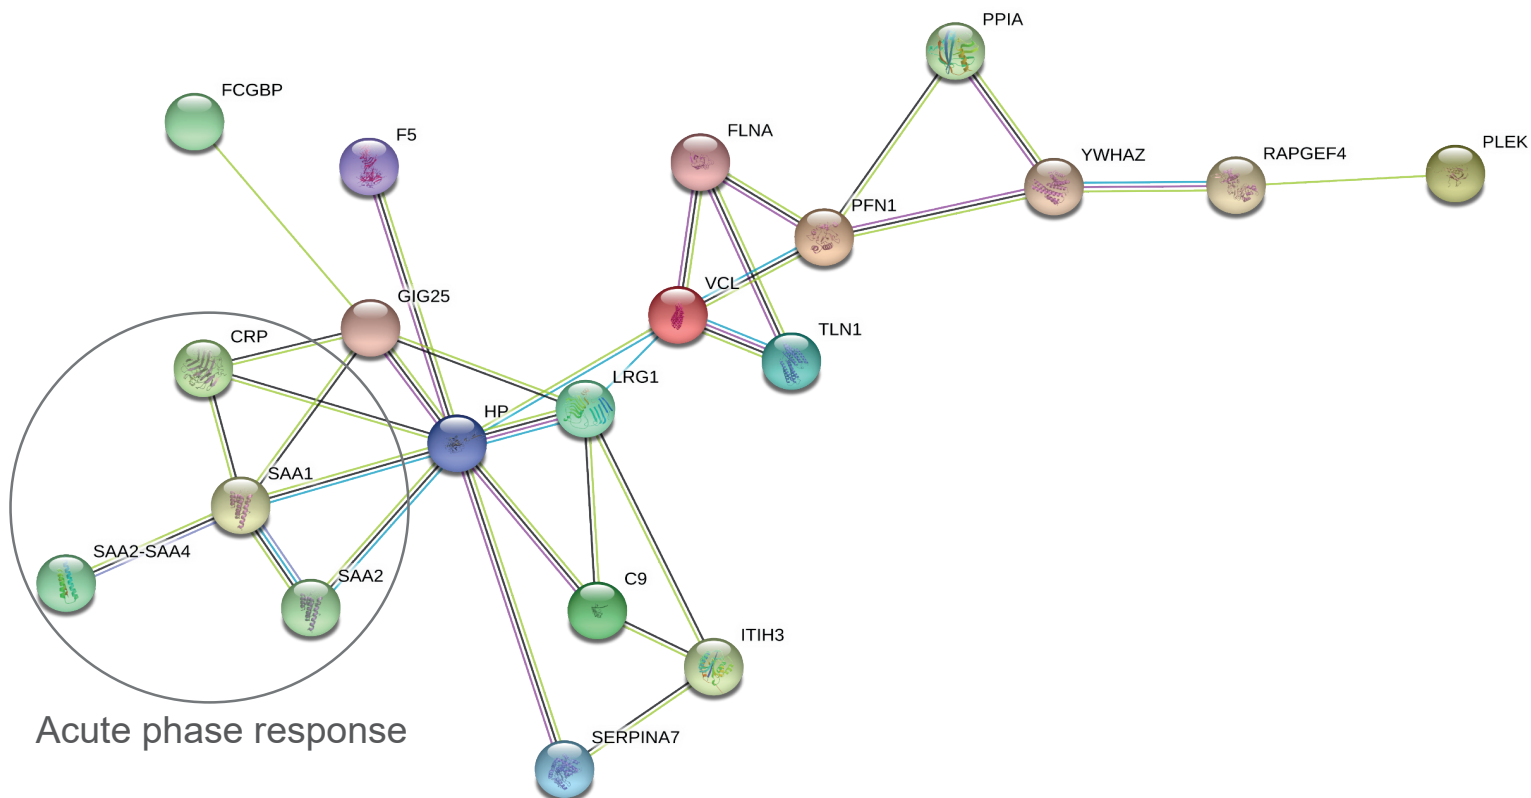 PPIA
FCGBP
F5
FLNA
PLEK
YWHAZ
RAPGEF4
PFN1
VCL
GIG25
TLN1
CRP
LRG1
HP
SAA1
SAA2-SAA4
SAA2
C9
ITIH3
Acute phase response
SERPINA7